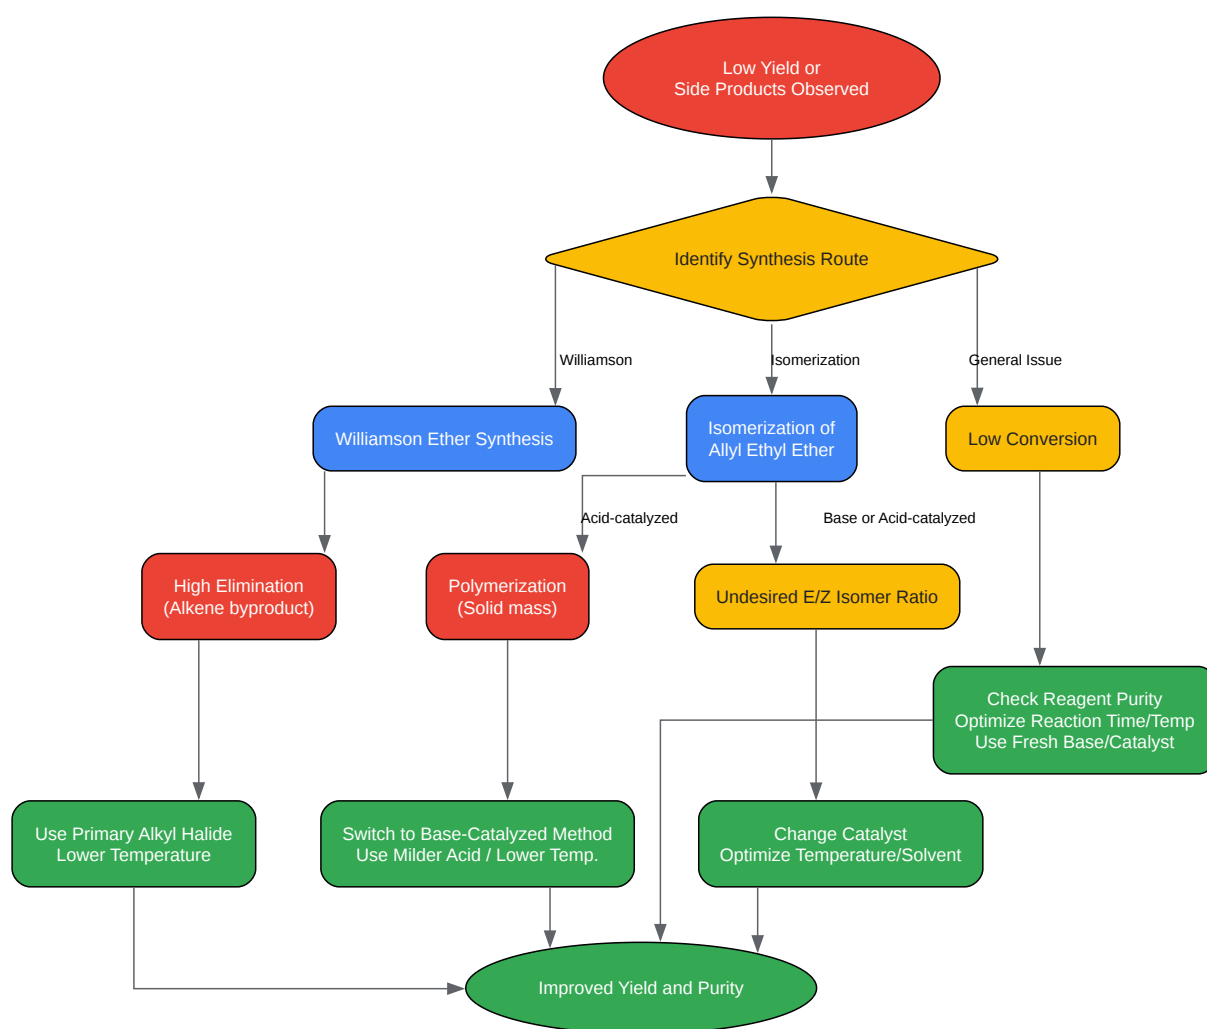 Low Yield or
Side Products Observed
Identify Synthesis Route
Williamson
Isomerization
General Issue
Williamson Ether Synthesis
Isomerization of
Allyl Ethyl Ether
Low Conversion
Acid-catalyzed
Base or Acid-catalyzed
High Elimination
(Alkene byproduct)
Polymerization
(Solid mass)
Undesired E/Z Isomer Ratio
Check Reagent Purity
Optimize Reaction Time/Temp
Use Fresh Base/Catalyst
Use Primary Alkyl Halide
Lower Temperature
Switch to Base-Catalyzed Method
Use Milder Acid / Lower Temp.
Change Catalyst
Optimize Temperature/Solvent
Improved Yield and Purity